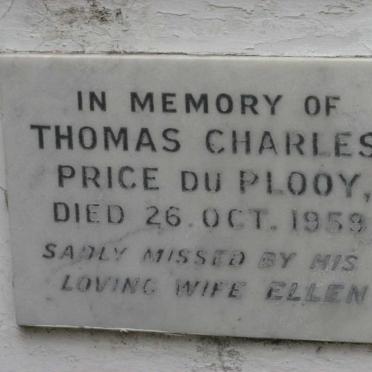 IN MEMORY OF
THOMAS CHARLES
PRICE DU PLOOY,
DIED 26. OCT. 1959
SADLY MISSED BY HIS
LOVING WIFE ELLEN